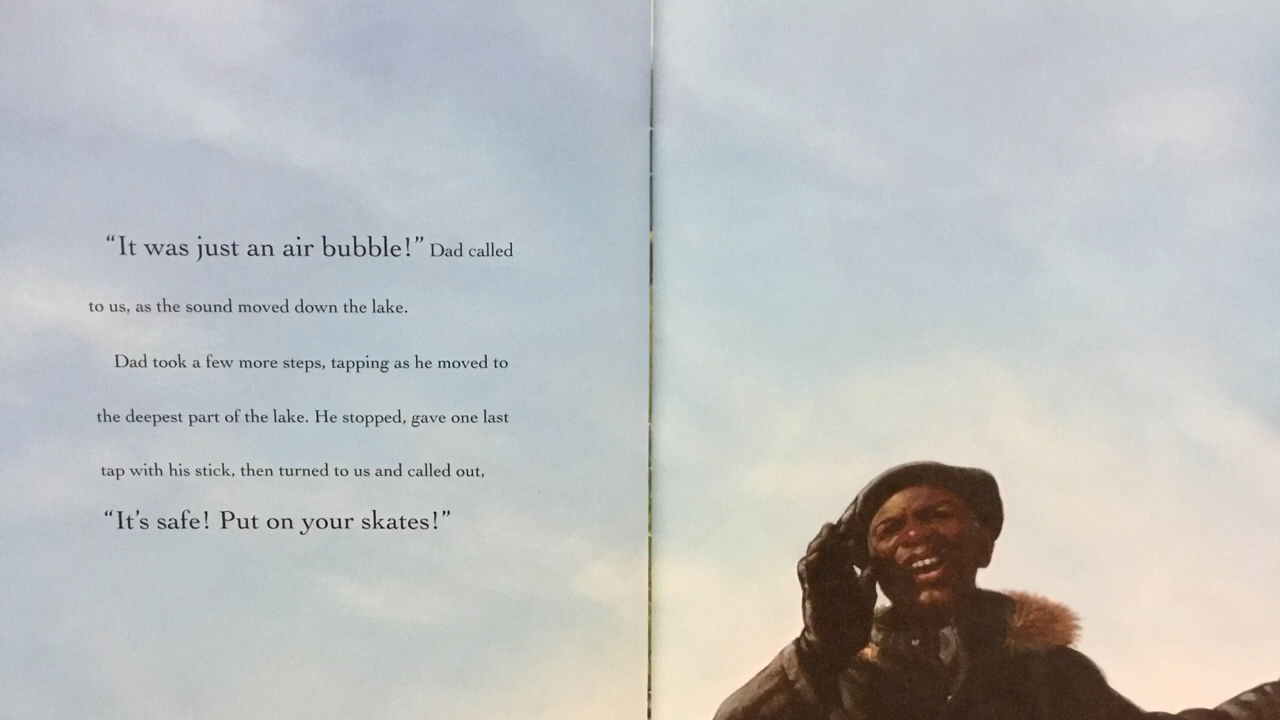 “It was just an air bubble!” Dad called
to us, as the sound moved down the lake.
Dad took a few more steps, tapping as he moved to
the deepest part of the lake. He stopped, gave one last
tap with his stick, then turned to us and called out,
“It’s safe! Put on your skates!”